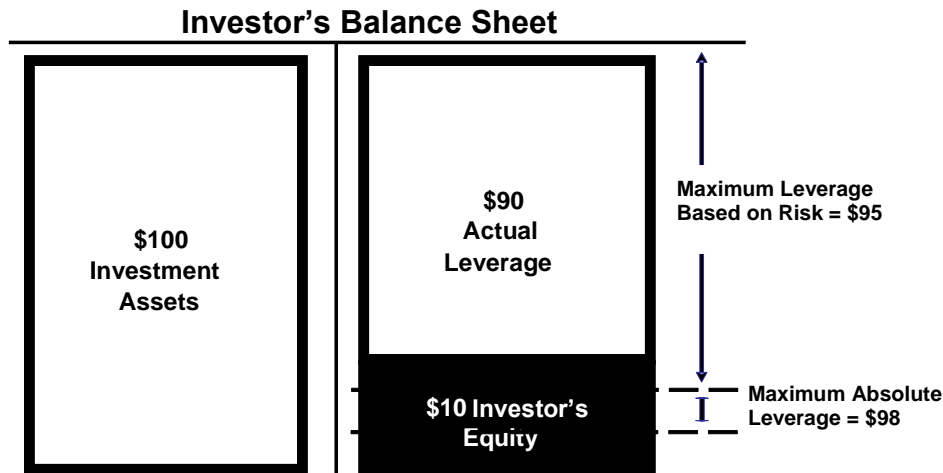 Investor's Balance Sheet
$100
Investment
Assets
$90
Actual
Leverage
Maximum Leverage
Based on Risk = $95
$10 Investor's
Equity
Maximum Absolute
Leverage = $98